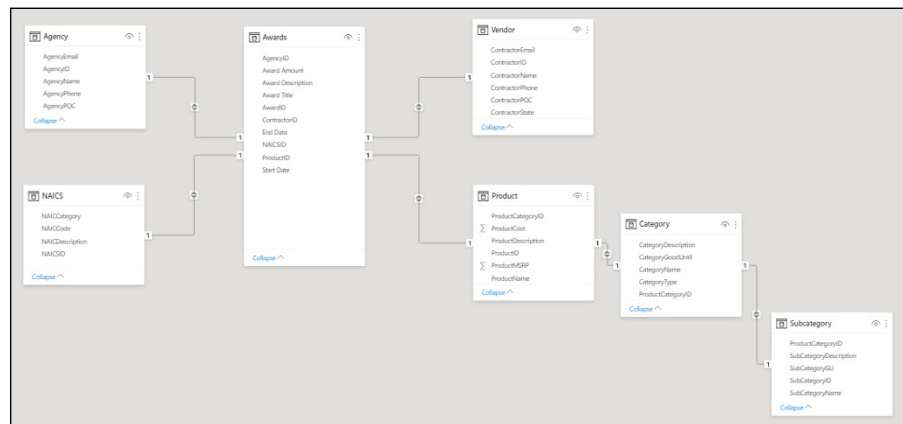 Agency
AgencyEmail
AgencyID
AgencyName
AgencyPhone
AgencyPOC
Collapse
1
Awards
AgencyID
Award Amount
Award Description
Award Title
AwardID
ContractorID
End Data
NAICSID
ProductID
Start Date
Collapse
1
1
1
1
Vendor
ContractorEmail
ContractorID
ContractorName
ContractorPhone
ContractorPOC
ContractorState
Collapse
1
NAICS
NAICCategory
NAICCode
NAICDescription
NAICSID
Collapse
1
Product
ProductCategoryID
∑ ProductCost
ProductDescription
ProductID
∑ ProductMSRP
ProductName
Collapse
1
1
Category
CategoryDescription
CategoryGoodUntil
CategoryName
CategoryType
ProductCategoryID
Collapse
1
1
Subcategory
ProductCategoryID
SubCategoryDescription
SubCategoryGU
SubCategoryID
SubCategoryName
Collapse
1